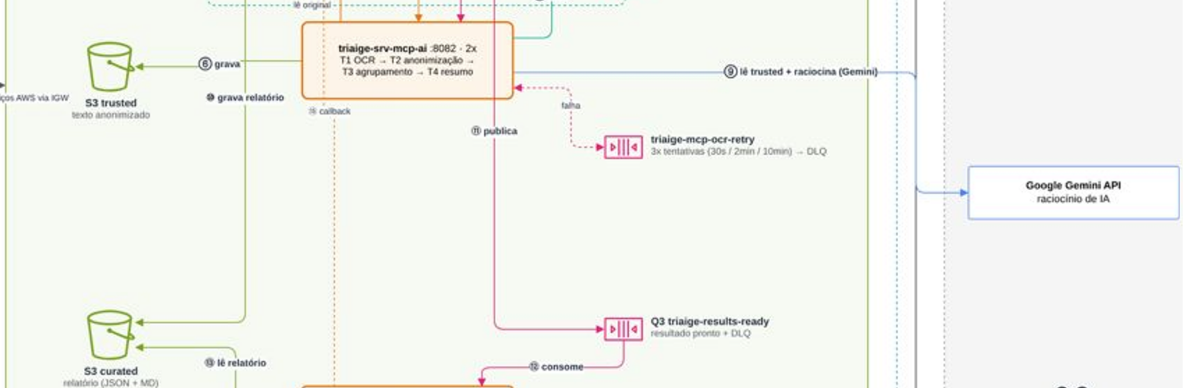 lê original
triaige-srv-mcp-ai :8082 · 2x
T1 OCR → T2 anonimização →
T3 agrupamento → T4 resumo
⑥ grava
⑨ lê trusted + raciocina (Gemini)
iços AWS via IGW
S3 trusted
texto anonimizado
⑩ grava relatório
callback
falha
⑪ publica
triaige-mcp-ocr-retry
3x tentativas (30s / 2min / 10min) → DLQ
Google Gemini API
raciocínio de IA
Q3 triaige-results-ready
resultado pronto + DLQ
⑫ consome
lê relatório
S3 curated
relatório (JSON + MD)